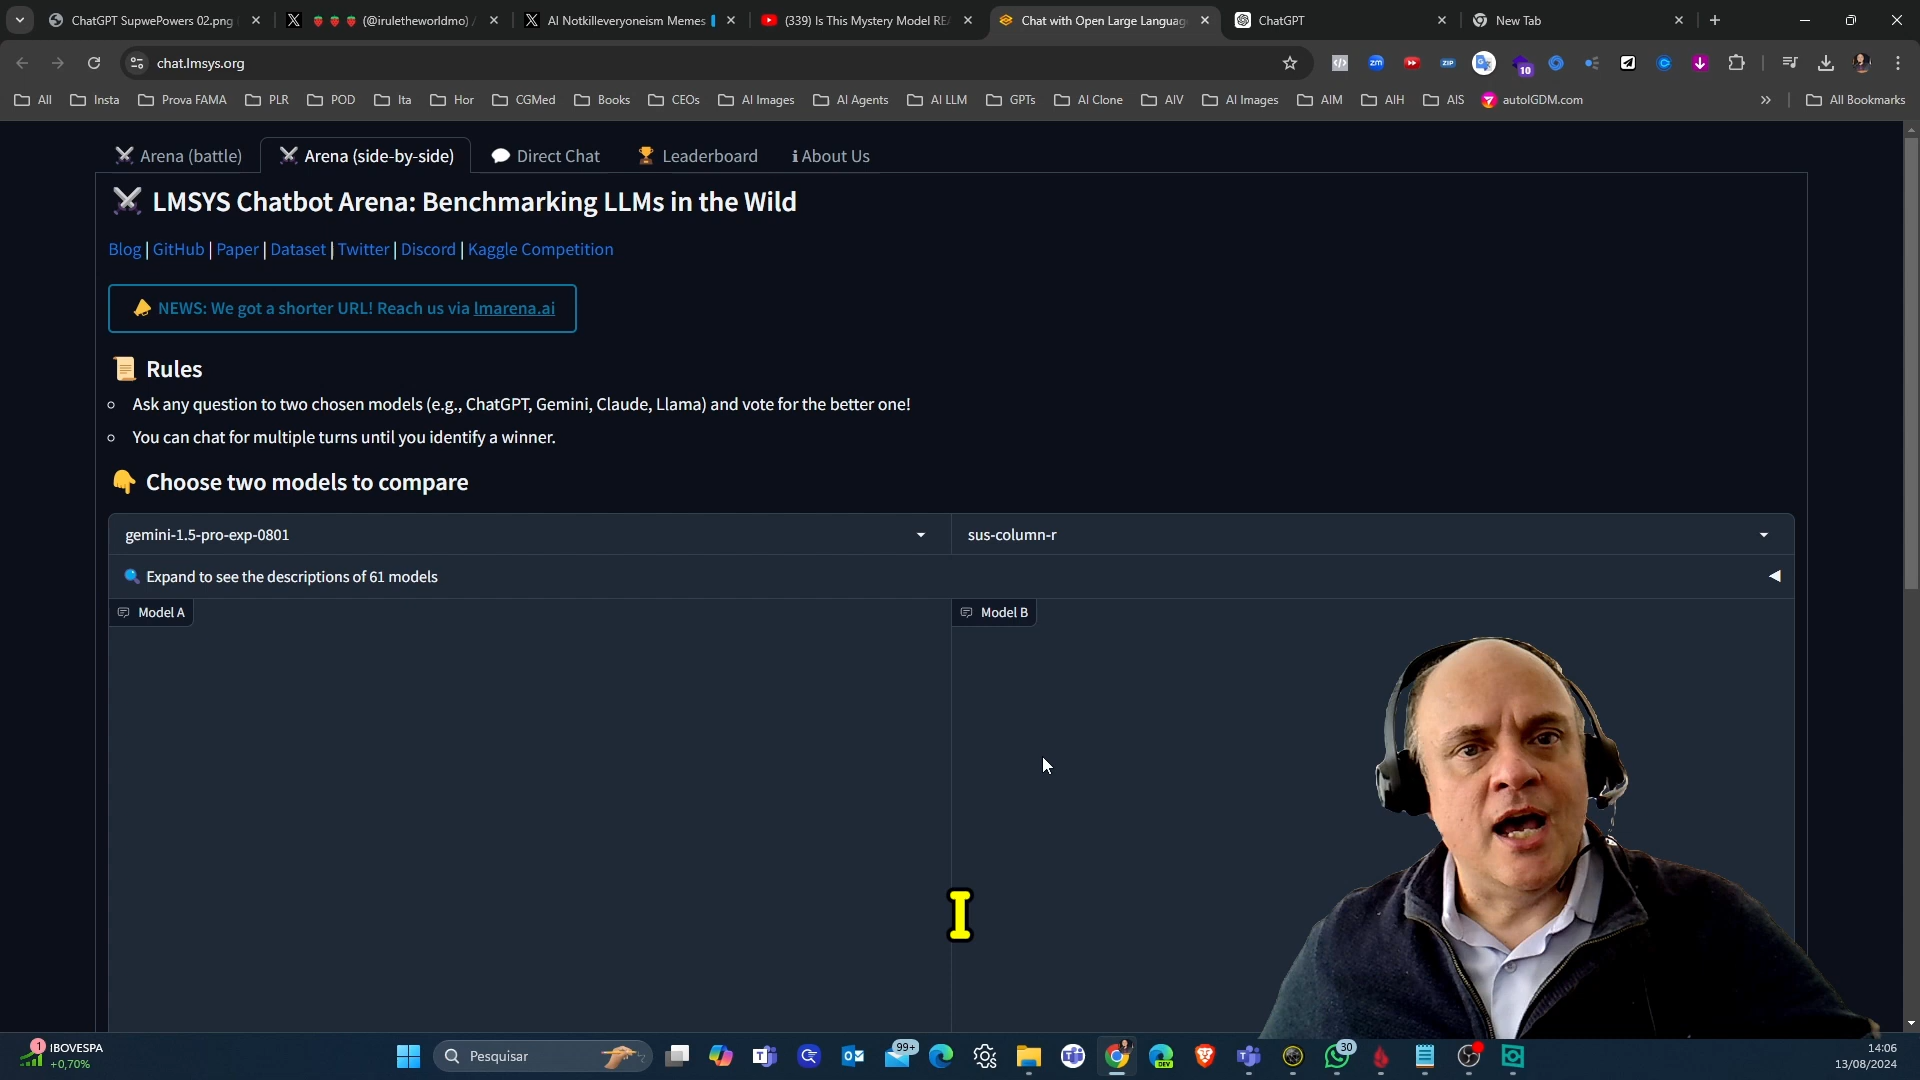 ChatGPT SupwePowers 02.png
🍓 🍓 🍓 (@iruletheworldmo) /
AI Notkilleveryoneism Memes
(339) Is This Mystery Model RE
Chat with Open Large Languag
ChatGPT
New Tab
chat.lmsys.org
zm
ZIP
10
All
Insta
Prova FAMA
PLR
POD
Ita
Hor
CGMed
Books
CEOs
AI Images
AI Agents
AI LLM
GPTs
AI Clone
AIV
AI Images
AIM
AIH
AIS
autoIGDM.com
»
All Bookmarks
⚔️ Arena (battle)
⚔️ Arena (side-by-side)
💬 Direct Chat
🏆 Leaderboard
ℹ️ About Us
⚔️ LMSYS Chatbot Arena: Benchmarking LLMs in the Wild
Blog | GitHub | Paper | Dataset | Twitter | Discord | Kaggle Competition
📣 NEWS: We got a shorter URL! Reach us via lmarena.ai
📜 Rules
Ask any question to two chosen models (e.g., ChatGPT, Gemini, Claude, Llama) and vote for the better one!
You can chat for multiple turns until you identify a winner.
👇 Choose two models to compare
gemini-1.5-pro-exp-0801
sus-column-r
🔍 Expand to see the descriptions of 61 models
Model A
Model B
I
1
IBOVESPA
+0,70%
Pesquisar
99+
DEV
30
14:06
13/08/2024